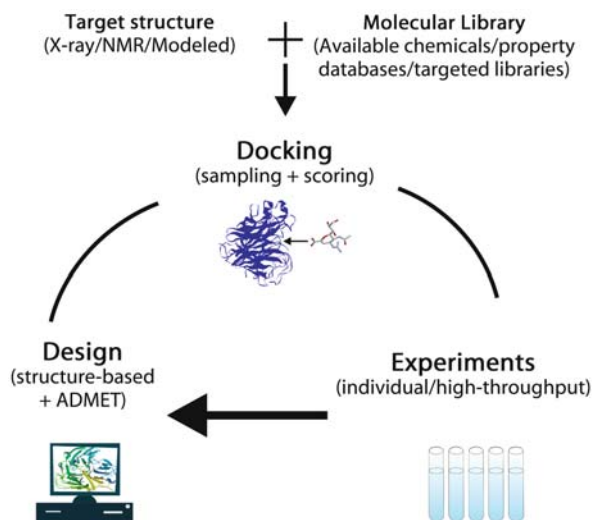 Target structure
(X-ray/NMR/Modeled)
Molecular Library
(Available chemicals/property
databases/targeted libraries)
Docking
(sampling + scoring)
Design
(structure-based
+ ADMET)
Experiments
(individual/high-throughput)